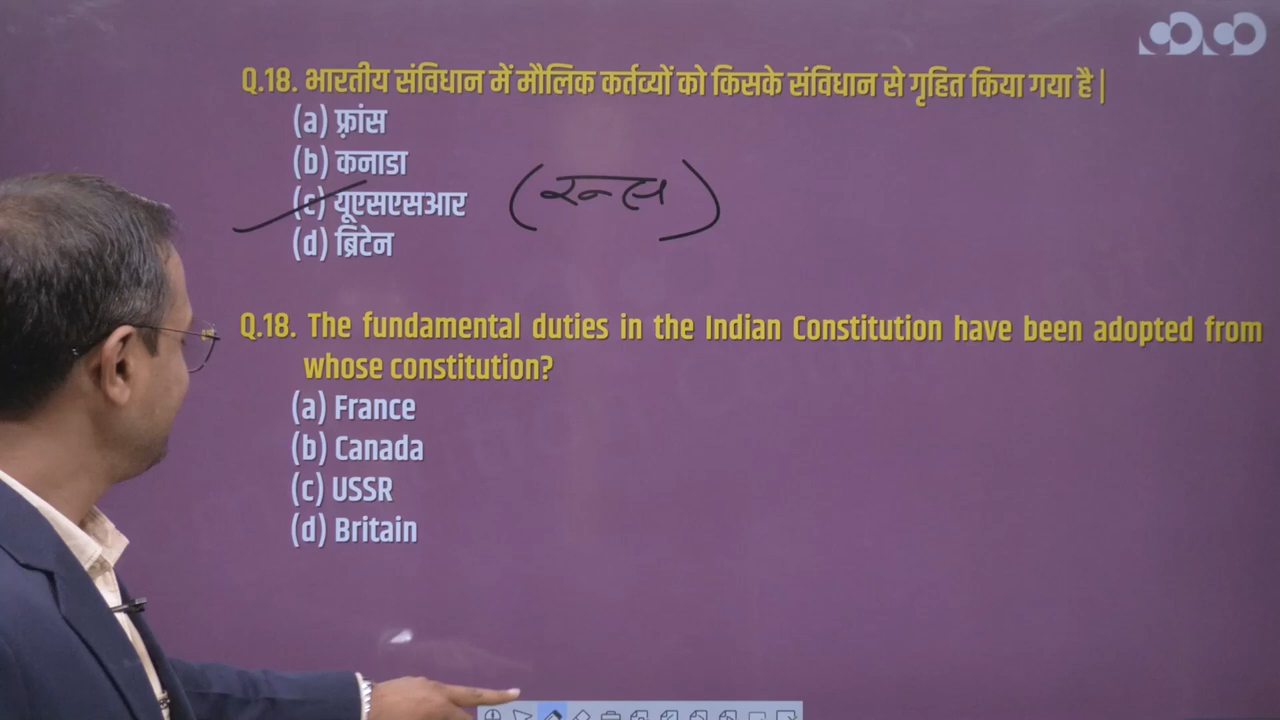 Q.18. भारतीय संविधान में मौलिक कर्तव्यों को किसके संविधान से गृहित किया गया है|
(a) फ्रांस
(b) कनाडा
(c) यूएसएसआर
(d) ब्रिटेन
Q.18. The fundamental duties in the Indian Constitution have been adopted from
whose constitution?
(a) France
(b) Canada
(c) USSR
(d) Britain